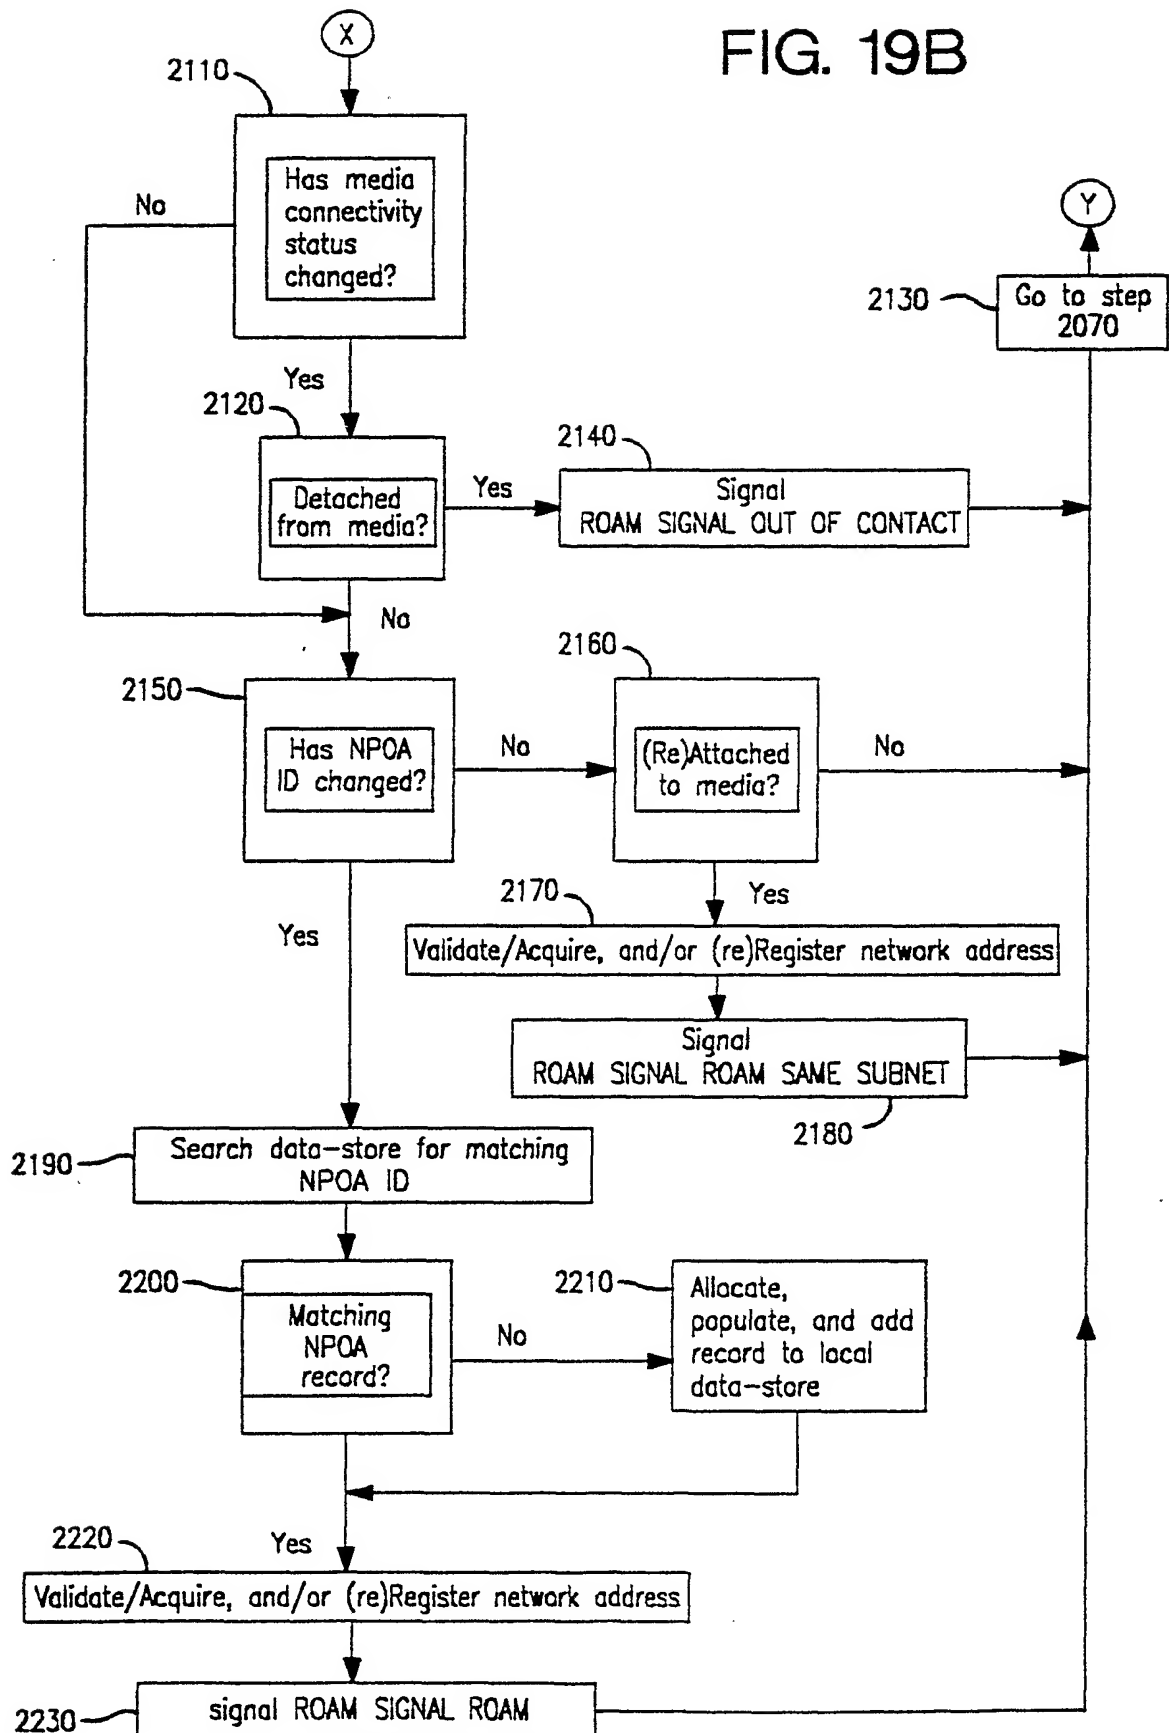 FIG. 19B
X
2110
Has media
connectivity
status
changed?
No
Yes
Y
2130
Go to step
2070
2120
Detached
from media?
Yes
2140
Signal
ROAM SIGNAL OUT OF CONTACT
No
2150
Has NPOA
ID changed?
No
2160
(Re)Attached
to media?
No
Yes
Yes
2170
Validate/Acquire, and/or (re)Register network address
Signal
ROAM SIGNAL ROAM SAME SUBNET
2180
2190
Search data-store for matching
NPOA ID
2200
Matching
NPOA
record?
No
2210
Allocate,
populate, and add
record to local
data-store
Yes
2220
Validate/Acquire, and/or (re)Register network address
2230
signal ROAM SIGNAL ROAM